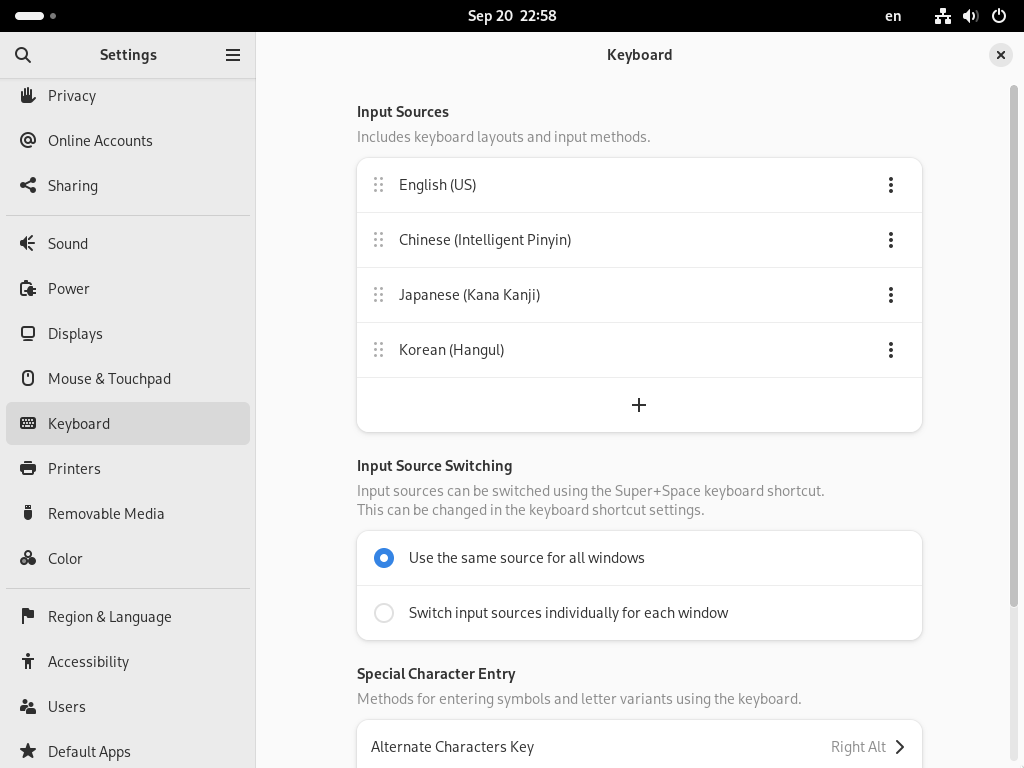 Sep 20 22:58
en
Settings
Keyboard
Privacy
Online Accounts
Sharing
Sound
Power
Displays
Mouse & Touchpad
Keyboard
Printers
Removable Media
Color
Region & Language
Accessibility
Users
Default Apps
Input Sources
Includes keyboard layouts and input methods.
English (US)
Chinese (Intelligent Pinyin)
Japanese (Kana Kanji)
Korean (Hangul)
Input Source Switching
Input sources can be switched using the Super+Space keyboard shortcut.
This can be changed in the keyboard shortcut settings.
Use the same source for all windows
Switch input sources individually for each window
Special Character Entry
Methods for entering symbols and letter variants using the keyboard.
Alternate Characters Key
Right Alt